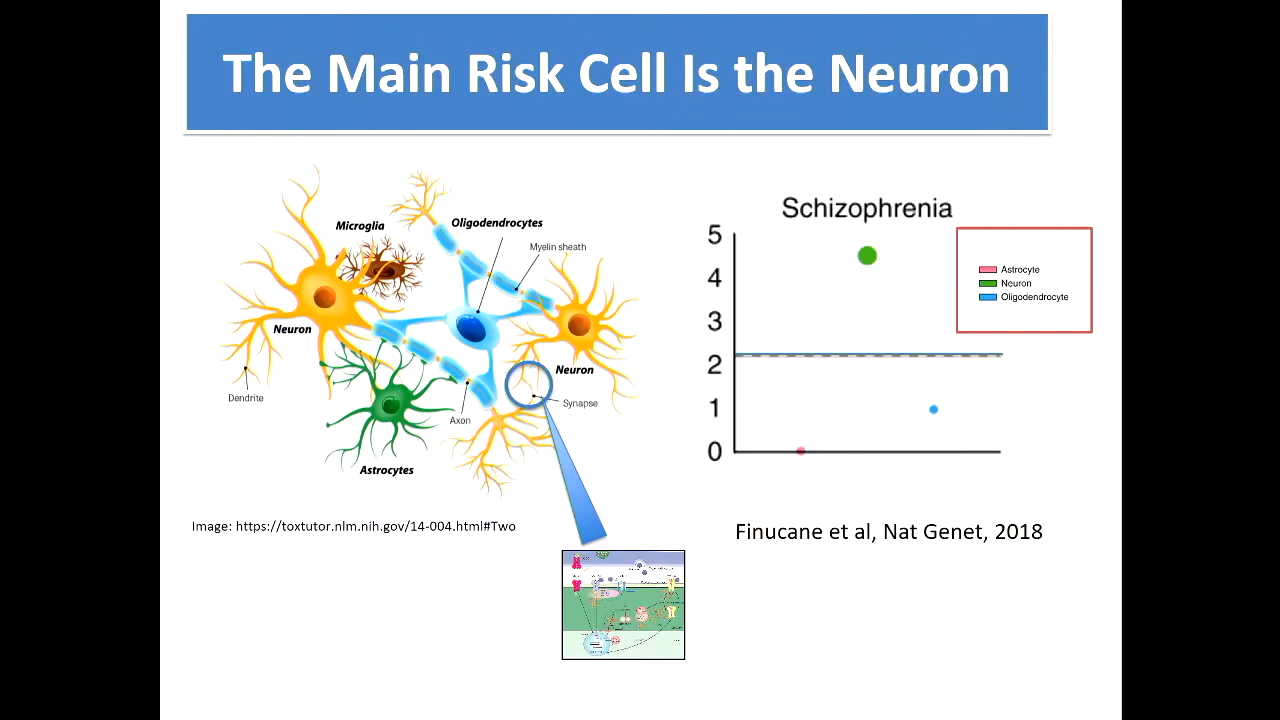 The Main Risk Cell Is the Neuron
Microglia
Oligodendrocytes
Myelin sheath
Neuron
Neuron
Dendrite
Synapse
Axon
Astrocytes
Image: https://toxtutor.nlm.nih.gov/14-004.html#Two
Schizophrenia
5
4
3
2
1
0
Astrocyte
Neuron
Oligodendrocyte
Finucane et al, Nat Genet, 2018